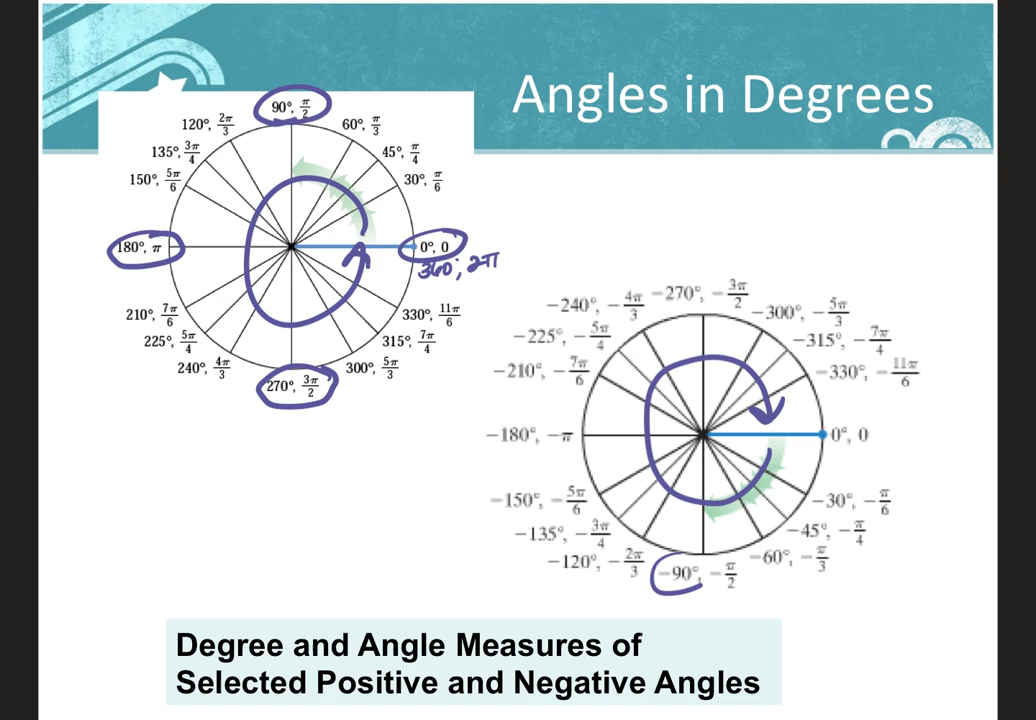 Angles in Degrees
90°, π/2
120°, 2π/3
60°, π/3
135°, 3π/4
45°, π/4
150°, 5π/6
30°, π/6
180°, π
0°, 0
360°, 2π
210°, 7π/6
330°, 11π/6
225°, 5π/4
315°, 7π/4
240°, 4π/3
300°, 5π/3
270°, 3π/2
−270°, −3π/2
−240°, −4π/3
−300°, −5π/3
−225°, −5π/4
−315°, −7π/4
−210°, −7π/6
−330°, −11π/6
−180°, −π
0°, 0
−150°, −5π/6
−30°, −π/6
−135°, −3π/4
−45°, −π/4
−120°, −2π/3
−60°, −π/3
−90°, −π/2
Degree and Angle Measures of
Selected Positive and Negative Angles